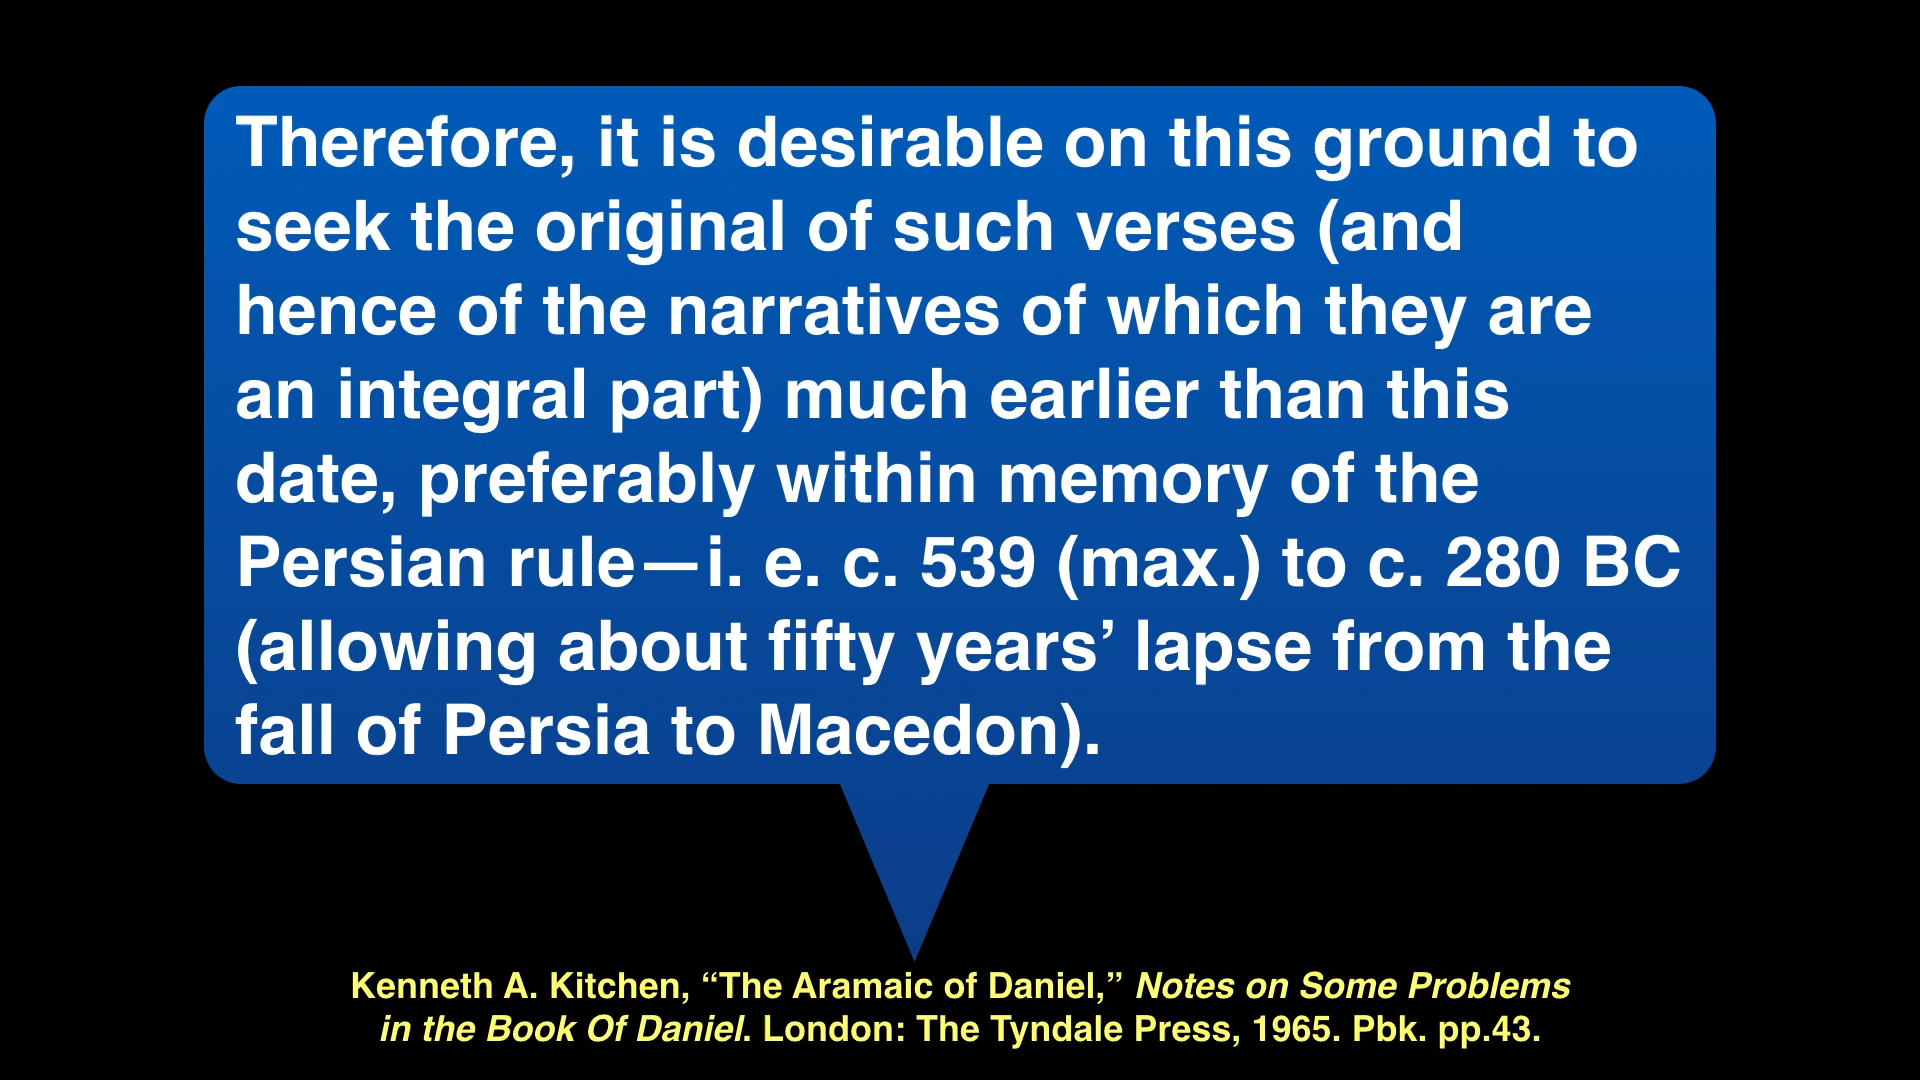 Therefore, it is desirable on this ground to
seek the original of such verses (and
hence of the narratives of which they are
an integral part) much earlier than this
date, preferably within memory of the
Persian rule—i. e. c. 539 (max.) to c. 280 BC
(allowing about fifty years’ lapse from the
fall of Persia to Macedon).
Kenneth A. Kitchen, “The Aramaic of Daniel,” Notes on Some Problems
in the Book Of Daniel. London: The Tyndale Press, 1965. Pbk. pp.43.